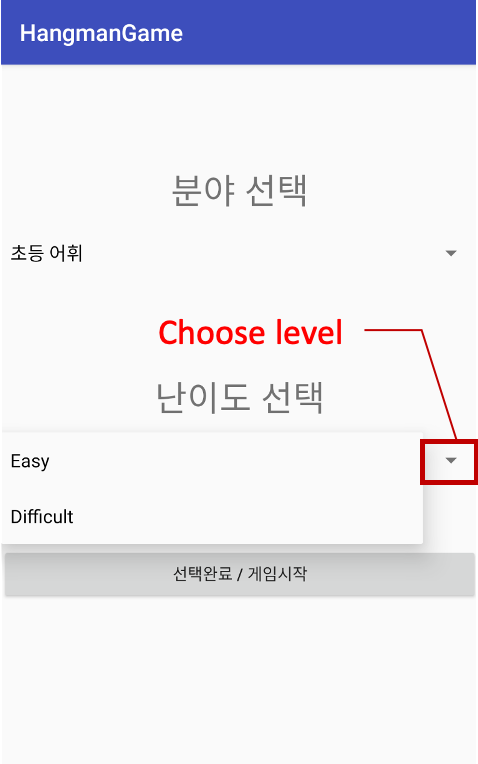 HangmanGame
분야 선택
초등 어휘
Choose level
난이도 선택
Easy
Difficult
선택완료 / 게임시작